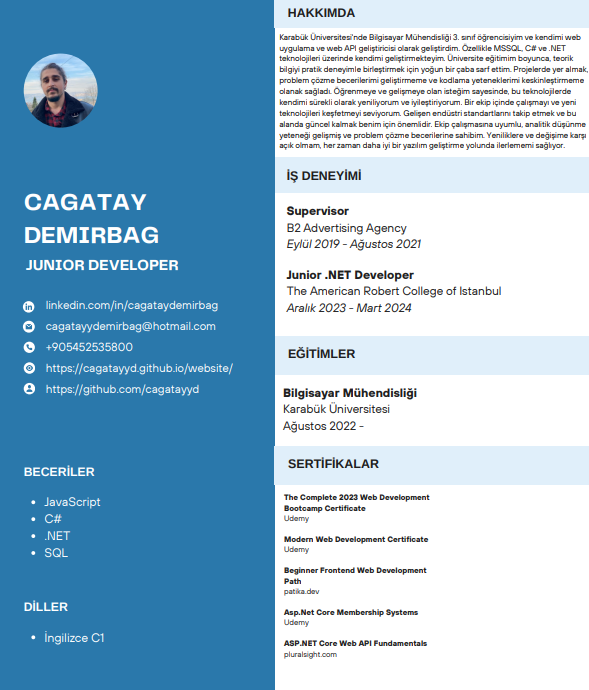 CAGATAY
DEMIRBAG
JUNIOR DEVELOPER
linkedin.com/in/cagataydemirbag
cagatayydemirbag@hotmail.com
+905452535800
https://cagatayyd.github.io/website/
https://github.com/cagatayyd
BECERİLER
• JavaScript
• C#
• .NET
• SQL
DİLLER
• İngilizce C1
HAKKIMDA
Karabük Üniversitesi'nde Bilgisayar Mühendisliği 3. sınıf öğrencisiyim ve kendimi web
uygulama ve web API geliştiricisi olarak geliştirdim. Özellikle MSSQL, C# ve .NET
teknolojileri üzerinde kendimi geliştirmekteyim. Üniversite eğitimim boyunca, teorik
bilgiyi pratik deneyimle birleştirmek için yoğun bir çaba sarf ettim. Projelerde yer almak,
problem çözme becerilerimi geliştirmeme ve kodlama yeteneklerimi keskinleştirmeme
olanak sağladı. Öğrenmeye ve gelişmeye olan isteğim sayesinde, bu teknolojilerde
kendimi sürekli olarak yeniliyorum ve iyileştiriyorum. Bir ekip içinde çalışmayı ve yeni
teknolojileri keşfetmeyi seviyorum. Gelişen endüstri standartlarını takip etmek ve bu
alanda güncel kalmak benim için önemlidir. Ekip çalışmasına uyumlu, analitik düşünme
yeteneği gelişmiş ve problem çözme becerilerine sahibim. Yeniliklere ve değişime karşı
açık olmam, her zaman daha iyi bir yazılım geliştirme yolunda ilerlememi sağlıyor.
İŞ DENEYİMİ
Supervisor
B2 Advertising Agency
Eylül 2019 - Ağustos 2021
Junior .NET Developer
The American Robert College of Istanbul
Aralık 2023 - Mart 2024
EĞİTİMLER
Bilgisayar Mühendisliği
Karabük Üniversitesi
Ağustos 2022 -
SERTİFİKALAR
The Complete 2023 Web Development
Bootcamp Certificate
Udemy
Modern Web Development Certificate
Udemy
Beginner Frontend Web Development
Path
patika.dev
Asp.Net Core Membership Systems
Udemy
ASP.NET Core Web API Fundamentals
pluralsight.com